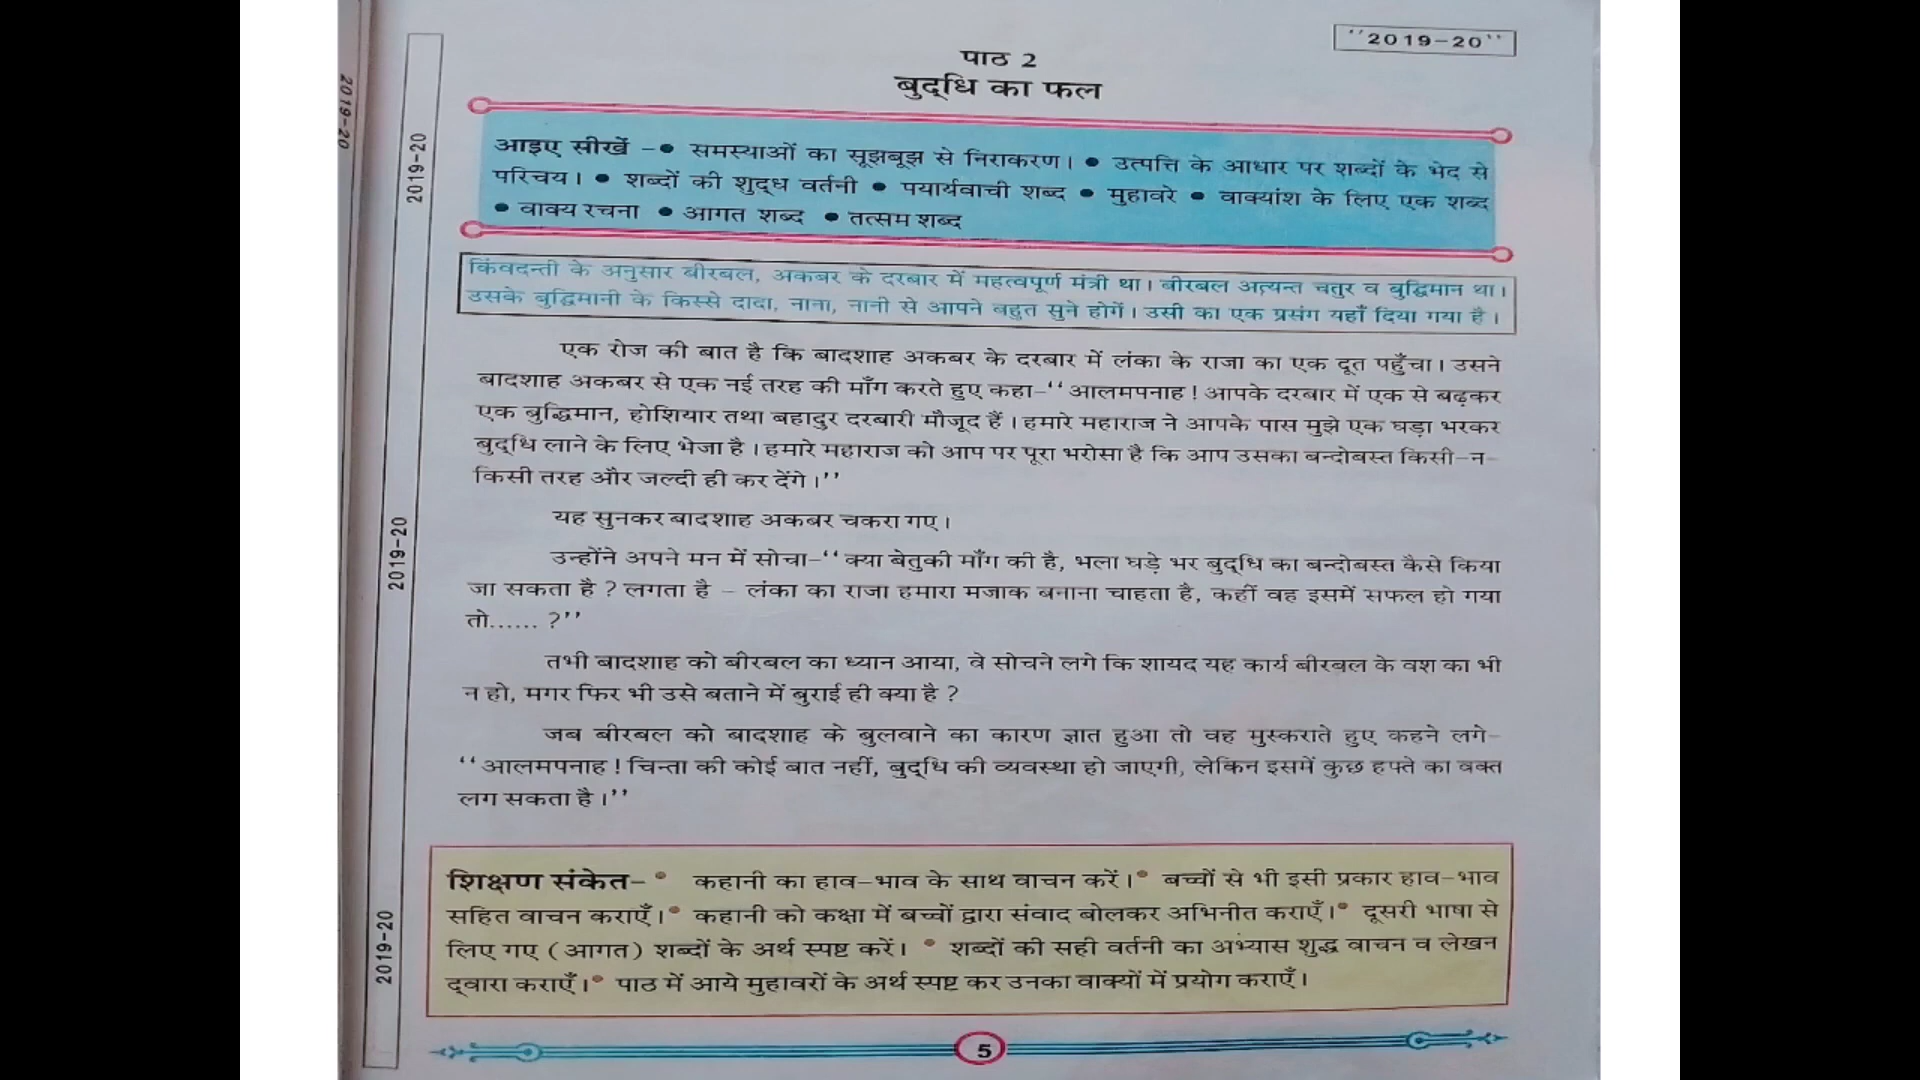 "2019-20"
पाठ 2
बुद्‌धि का फल
आइए सीखें -● समस्याओं का सूझबूझ से निराकरण। ● उत्पत्ति के आधार पर शब्दों के भेद से
परिचय। ● शब्दों की शुद्‌ध वर्तनी ● पयार्यवाची शब्द ● मुहावरे ● वाक्यांश के लिए एक शब्द
● वाक्य रचना ● आगत शब्द ● तत्सम शब्द
किंवदन्ती के अनुसार बीरबल, अकबर के दरबार में महत्वपूर्ण मंत्री था। बीरबल अत्यन्त चतुर व बुद्धिमान था।
उसके बुद्धिमानी के किस्से दादा, नाना, नानी से आपने बहुत सुने होगें। उसी का एक प्रसंग यहाँ दिया गया है।
एक रोज की बात है कि बादशाह अकबर के दरबार में लंका के राजा का एक दूत पहुँचा। उसने
बादशाह अकबर से एक नई तरह की माँग करते हुए कहा-‘‘आलमपनाह! आपके दरबार में एक से बढ़कर
एक बुद्धिमान, होशियार तथा बहादुर दरबारी मौजूद हैं। हमारे महाराज ने आपके पास मुझे एक घड़ा भरकर
बुद्‌धि लाने के लिए भेजा है। हमारे महाराज को आप पर पूरा भरोसा है कि आप उसका बन्दोबस्त किसी-न-
किसी तरह और जल्दी ही कर देंगे।’’
यह सुनकर बादशाह अकबर चकरा गए।
उन्होंने अपने मन में सोचा-‘‘क्या बेतुकी माँग की है, भला घड़े भर बुद्‌धि का बन्दोबस्त कैसे किया
जा सकता है ? लगता है - लंका का राजा हमारा मजाक बनाना चाहता है, कहीं वह इसमें सफल हो गया
तो...... ?’’
तभी बादशाह को बीरबल का ध्यान आया, वे सोचने लगे कि शायद यह कार्य बीरबल के वश का भी
न हो, मगर फिर भी उसे बताने में बुराई ही क्या है ?
जब बीरबल को बादशाह के बुलवाने का कारण ज्ञात हुआ तो वह मुस्कराते हुए कहने लगे-
‘‘आलमपनाह! चिन्ता की कोई बात नहीं, बुद्‌धि की व्यवस्था हो जाएगी, लेकिन इसमें कुछ हफ्ते का वक्त
लग सकता है।’’
शिक्षण संकेत- ● कहानी का हाव-भाव के साथ वाचन करें। ● बच्चों से भी इसी प्रकार हाव-भाव
सहित वाचन कराएँ। ● कहानी को कक्षा में बच्चों द्वारा संवाद बोलकर अभिनीत कराएँ। ● दूसरी भाषा से
लिए गए (आगत) शब्दों के अर्थ स्पष्ट करें। ● शब्दों की सही वर्तनी का अभ्यास शुद्ध वाचन व लेखन
द्‌वारा कराएँ। ● पाठ में आये मुहावरों के अर्थ स्पष्ट कर उनका वाक्यों में प्रयोग कराएँ।
5
2019-20
2019-20
2019-20
2019-20